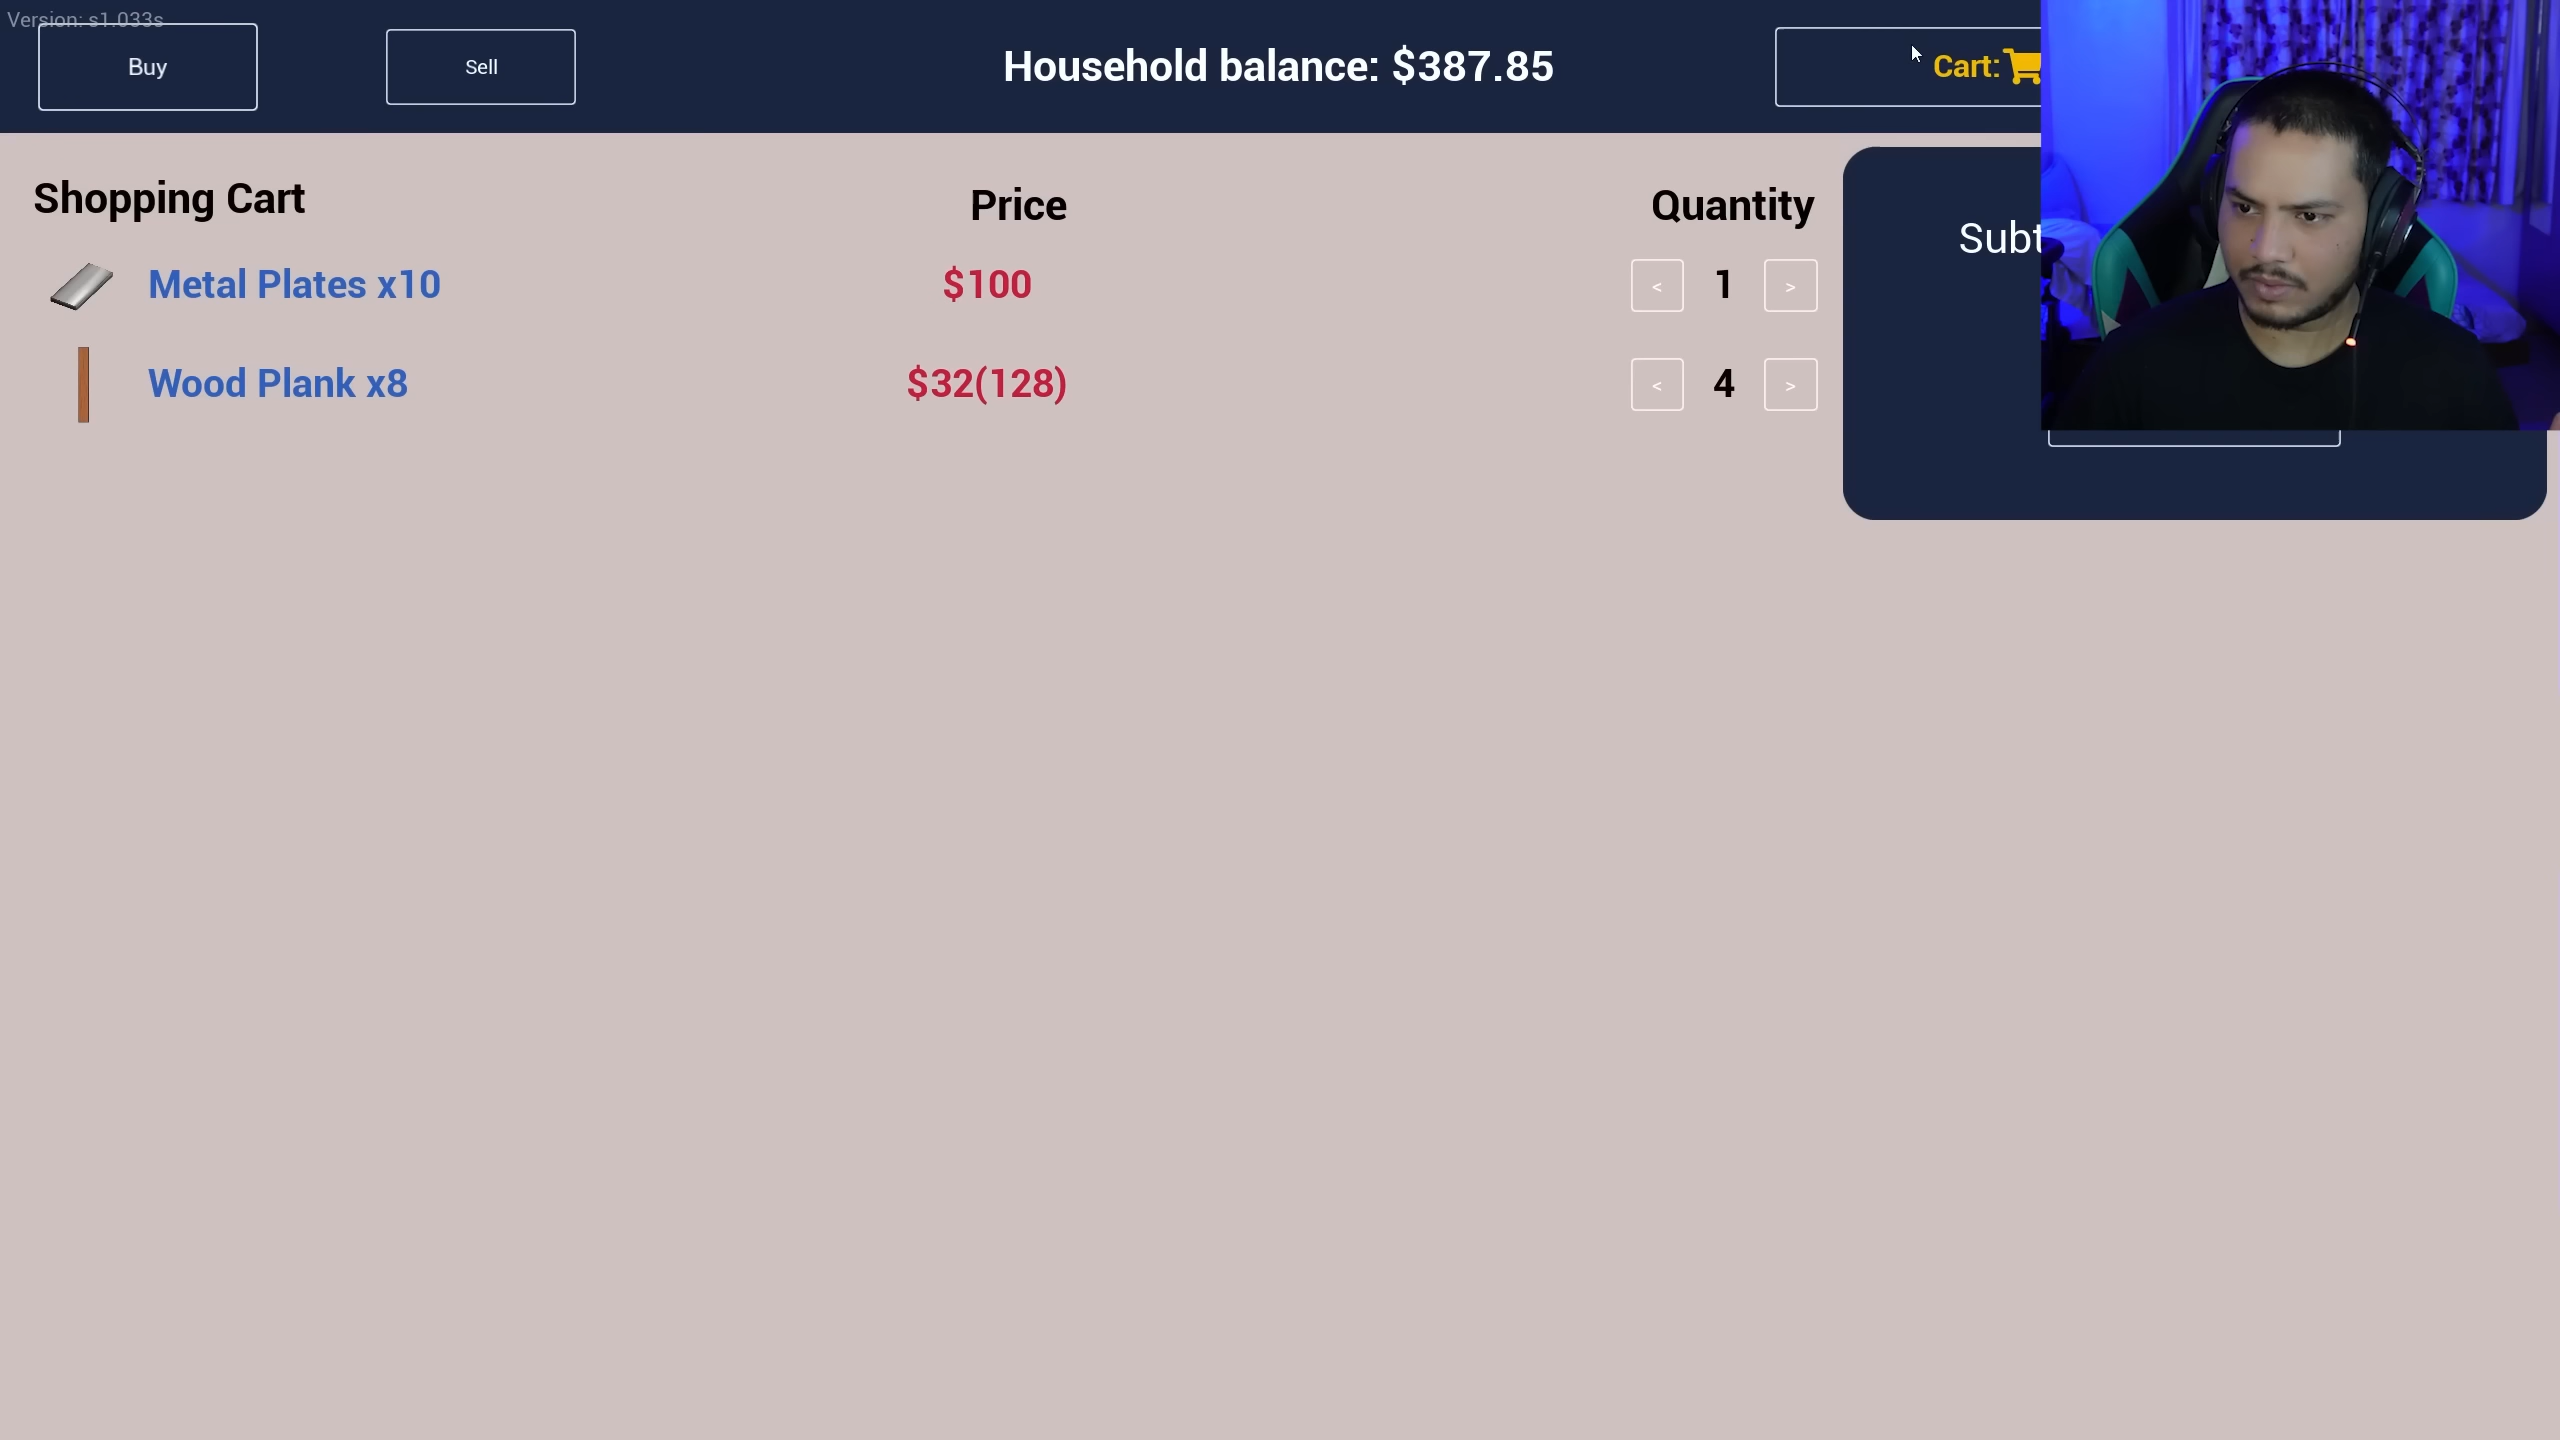 Version: s1.033s
Buy
Sell
Household balance: $387.85
Cart:
Shopping Cart
Price
Quantity
Metal Plates x10
$100
< 1 >
Wood Plank x8
$32(128)
< 4 >